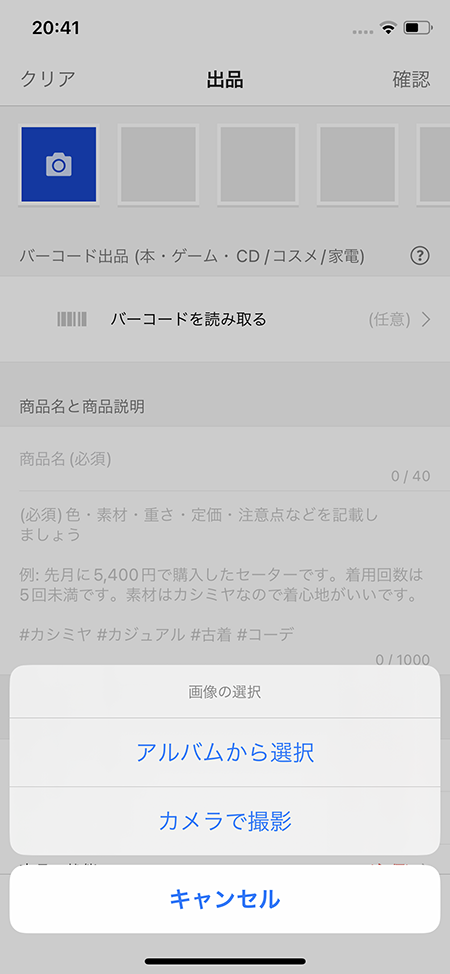 20:41
クリア 出品 確認
バーコード出品 (本・ゲーム・CD/コスメ/家電) ?
バーコードを読み取る (任意)
商品名と商品説明
商品名 (必須)
0 / 40
(必須) 色・素材・重さ・定価・注意点などを記載し
ましょう
例: 先月に5,400円で購入したセーターです。着用回数は
5回未満です。素材はカシミヤなので着心地がいいです。
#カシミヤ #カジュアル #古着 #コーデ
0 / 1000
画像の選択
アルバムから選択
カメラで撮影
キャンセル